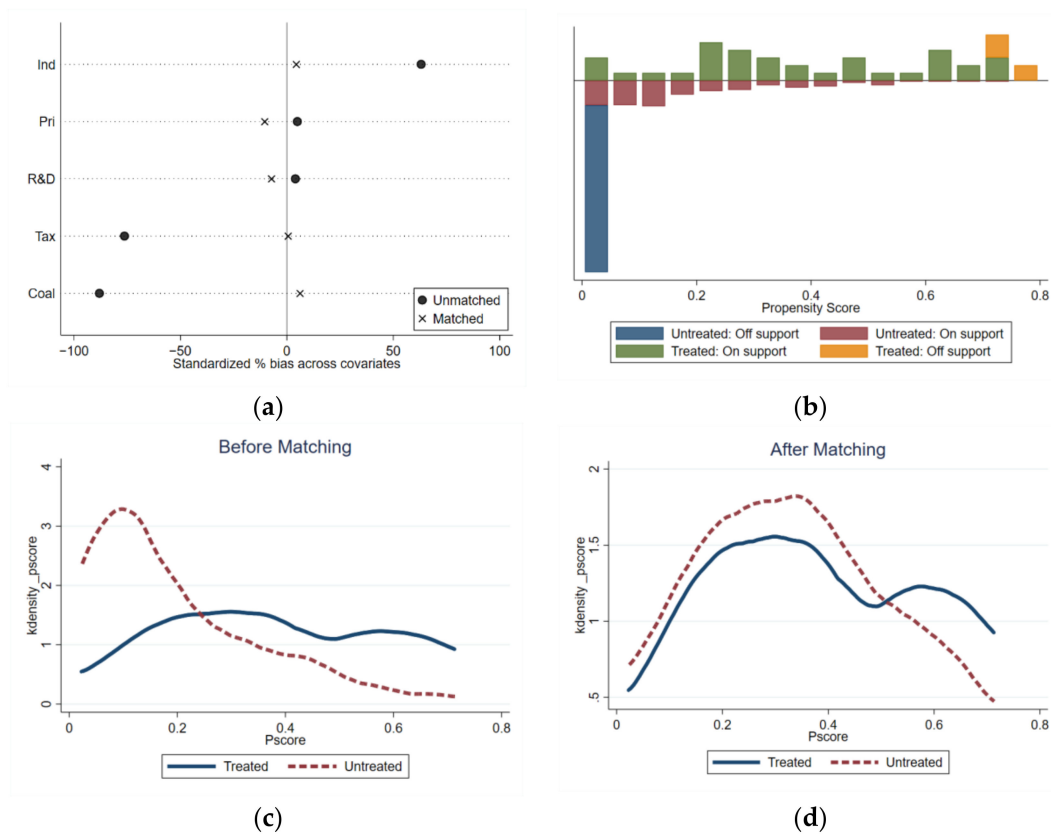 Ind
Pri
R&D
Tax
Coal
Unmatched
Matched
−100 −50 0 50 100
Standardized % bias across covariates
(a)
0 0.2 0.4 0.6 0.8
Propensity Score
Untreated: Off support Untreated: On support
Treated: On support Treated: Off support
(b)
Before Matching
4
3
2
1
0
kdensity _pscore
0 0.2 0.4 0.6 0.8
Pscore
Treated Untreated
(c)
After Matching
2
1.5
1
.5
kdensity _pscore
0 0.2 0.4 0.6 0.8
Pscore
Treated Untreated
(d)